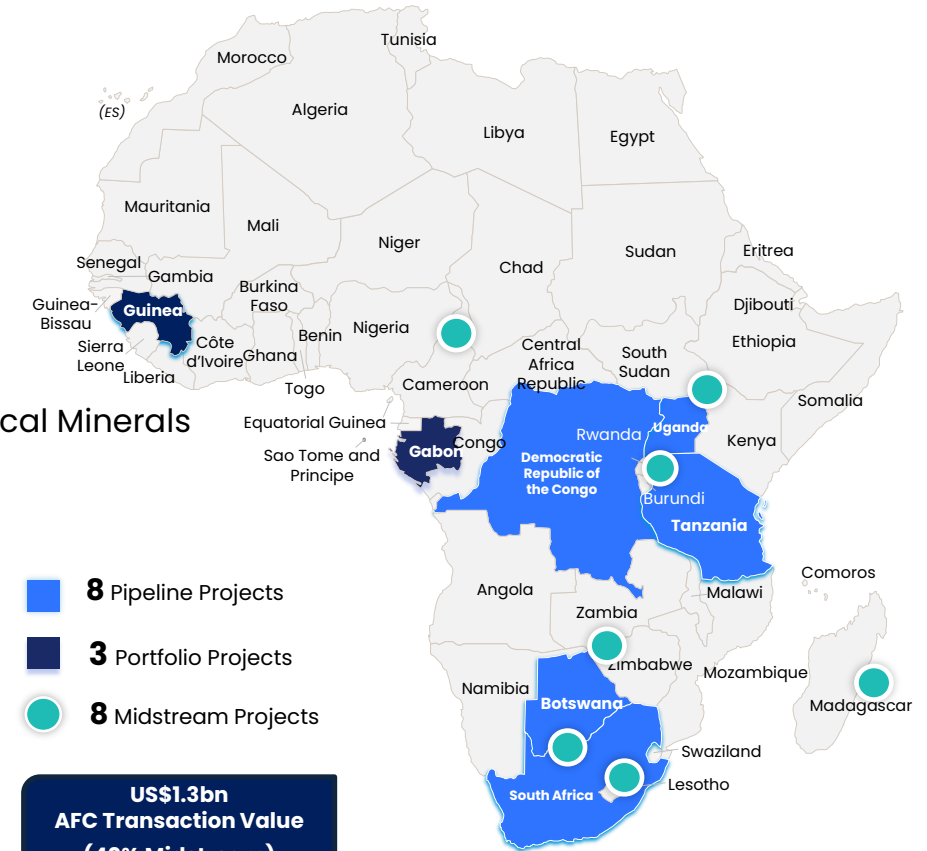 Tunisia
Morocco
(ES)
Algeria
Libya
Egypt
Mauritania
Mali
Niger
Chad
Sudan
Eritrea
Senegal
Gambia
Burkina
Faso
Djibouti
Guinea-
Bissau
Guinea
Benin
Nigeria
Ethiopia
Sierra
Leone
Côte
d'Ivoire
Ghana
Central
Africa
Republic
South
Sudan
Liberia
Togo
Cameroon
Somalia
cal Minerals
Equatorial Guinea
Congo
Rwanda
Uganda
Kenya
Sao Tome and
Principe
Gabon
Democratic
Republic of
the Congo
Burundi
Tanzania
8 Pipeline Projects
Angola
Comoros
Malawi
Zambia
3 Portfolio Projects
Zimbabwe
Mozambique
Namibia
Botswana
Madagascar
8 Midstream Projects
Swaziland
Lesotho
South Africa
US$1.3bn
AFC Transaction Value